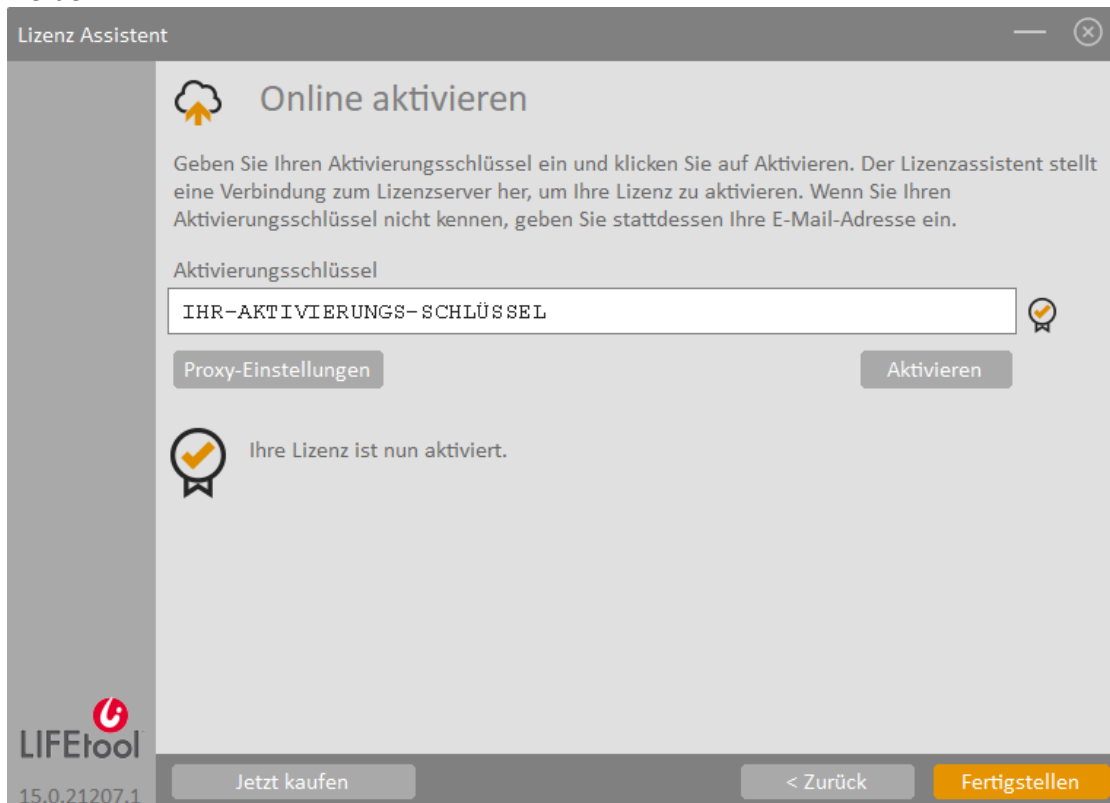 Lizenz Assistent
Online aktivieren
Geben Sie Ihren Aktivierungsschlüssel ein und klicken Sie auf Aktivieren. Der Lizenzassistent stellt
eine Verbindung zum Lizenzserver her, um Ihre Lizenz zu aktivieren. Wenn Sie Ihren
Aktivierungsschlüssel nicht kennen, geben Sie stattdessen Ihre E-Mail-Adresse ein.
Aktivierungsschlüssel
IHR-AKTIVIERUNGS-SCHLÜSSEL
Proxy-Einstellungen
Aktivieren
Ihre Lizenz ist nun aktiviert.
LIFEtool
15.0.21207.1
Jetzt kaufen
< Zurück
Fertigstellen